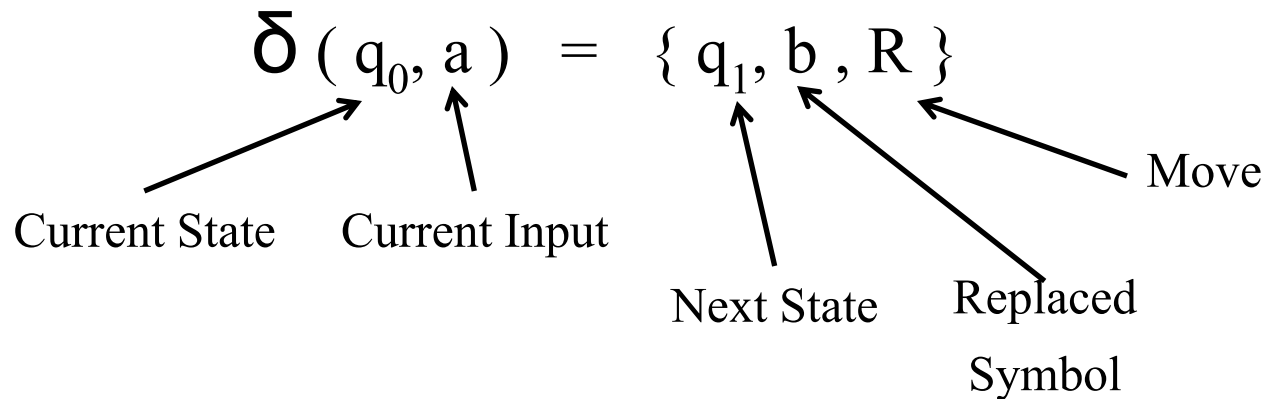 δ ( q₀, a ) = { q₁, b , R }
Move
Current State Current Input
Next State Replaced
Symbol